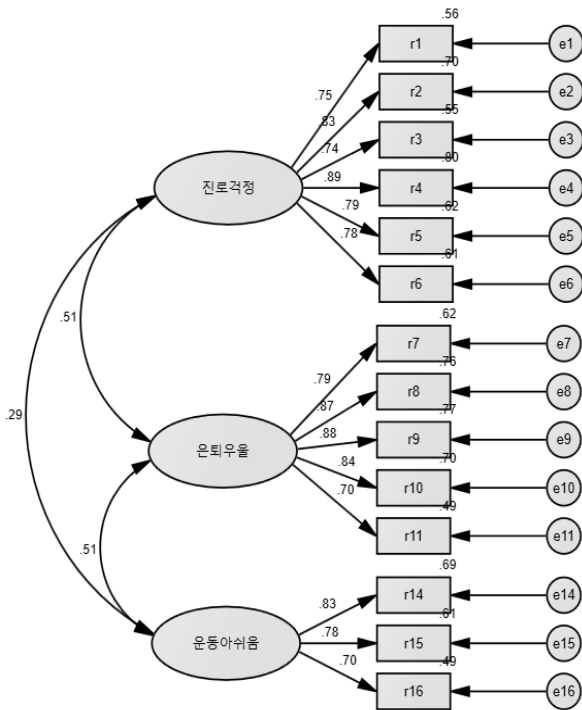 .56
r1
e1
.75
.70
r2
e2
.83
.55
r3
e3
.74
.80
r4
e4
.89
진로걱정
.62
r5
e5
.79
.61
r6
e6
.78
.51
.29
.62
r7
e7
.79
.76
r8
e8
.87
.77
r9
e9
.88
은퇴우울
.70
r10
e10
.84
.49
r11
e11
.70
.51
.69
r14
e14
.83
.61
r15
e15
.78
운동아쉬움
.49
r16
e16
.70